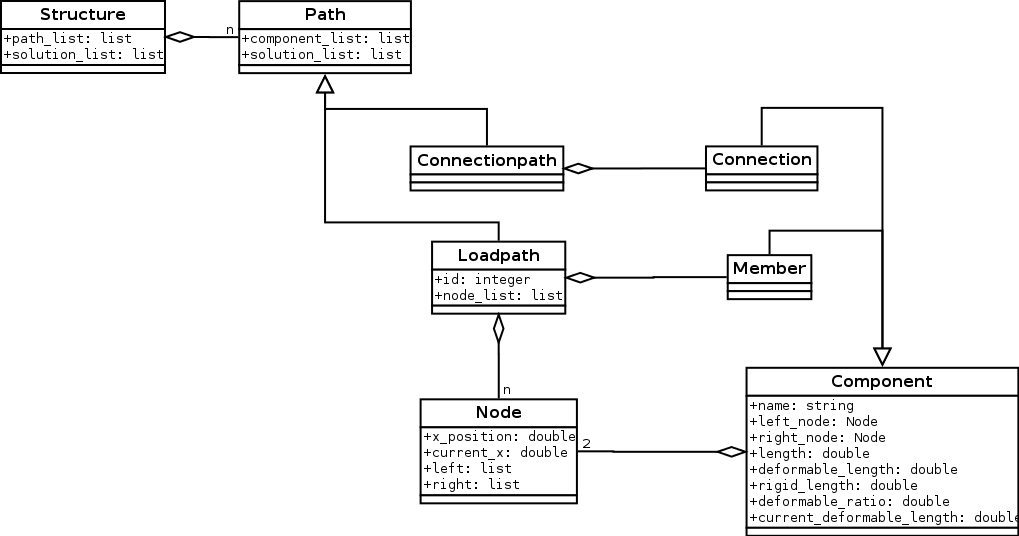 Structure
+path_list: list
+solution_list: list
n
Path
+component_list: list
+solution_list: list
Connectionpath
Connection
Loadpath
+id: integer
+node_list: list
Member
n
Node
+x_position: double
+current_x: double
+left: list
+right: list
2
Component
+name: string
+left_node: Node
+right_node: Node
+length: double
+deformable_length: double
+rigid_length: double
+deformable_ratio: double
+current_deformable_length: double